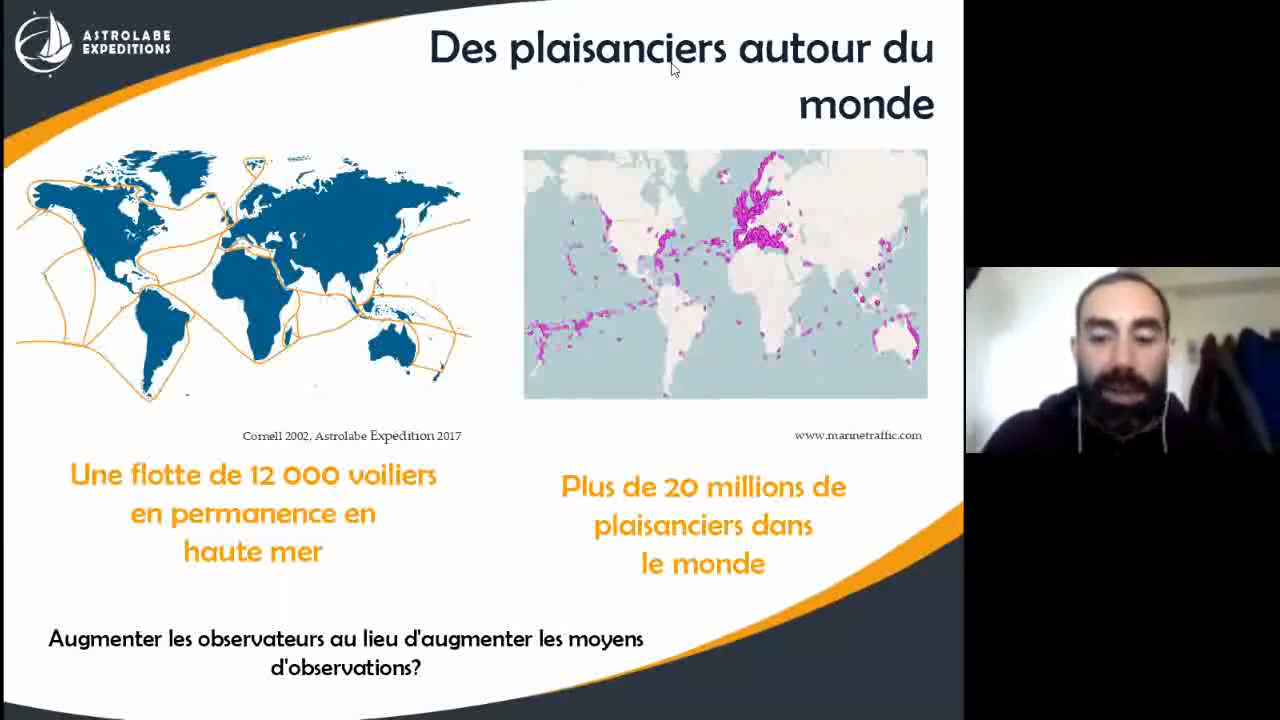 ASTROLABE
EXPEDITIONS
Des plaisanciers autour du
monde
Cornell 2002, Astrolabe Expédition 2017
www.marinetraffic.com
Une flotte de 12 000 voiliers
en permanence en
haute mer
Plus de 20 millions de
plaisanciers dans
le monde
Augmenter les observateurs au lieu d'augmenter les moyens
d'observations?